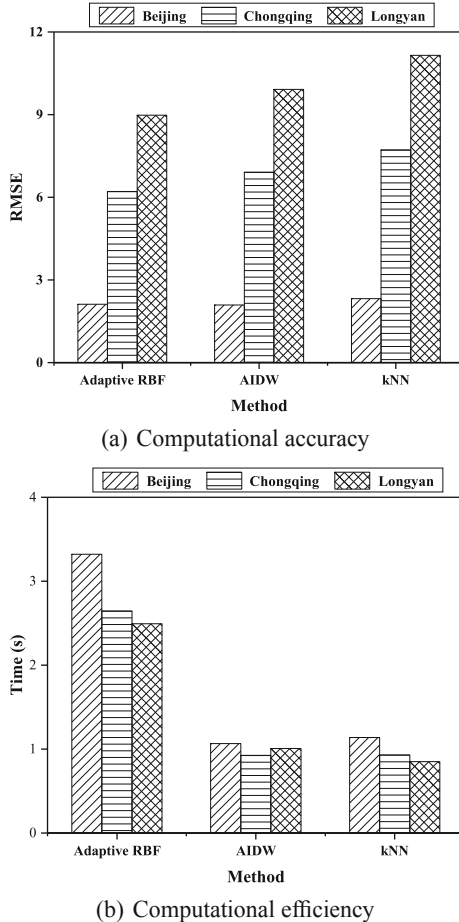 Beijing Chongqing Longyan
12
9
6
3
0
RMSE
Adaptive RBF AIDW kNN
Method
(a) Computational accuracy
Beijing Chongqing Longyan
4
3
2
1
0
Time (s)
Adaptive RBF AIDW kNN
Method
(b) Computational efficiency